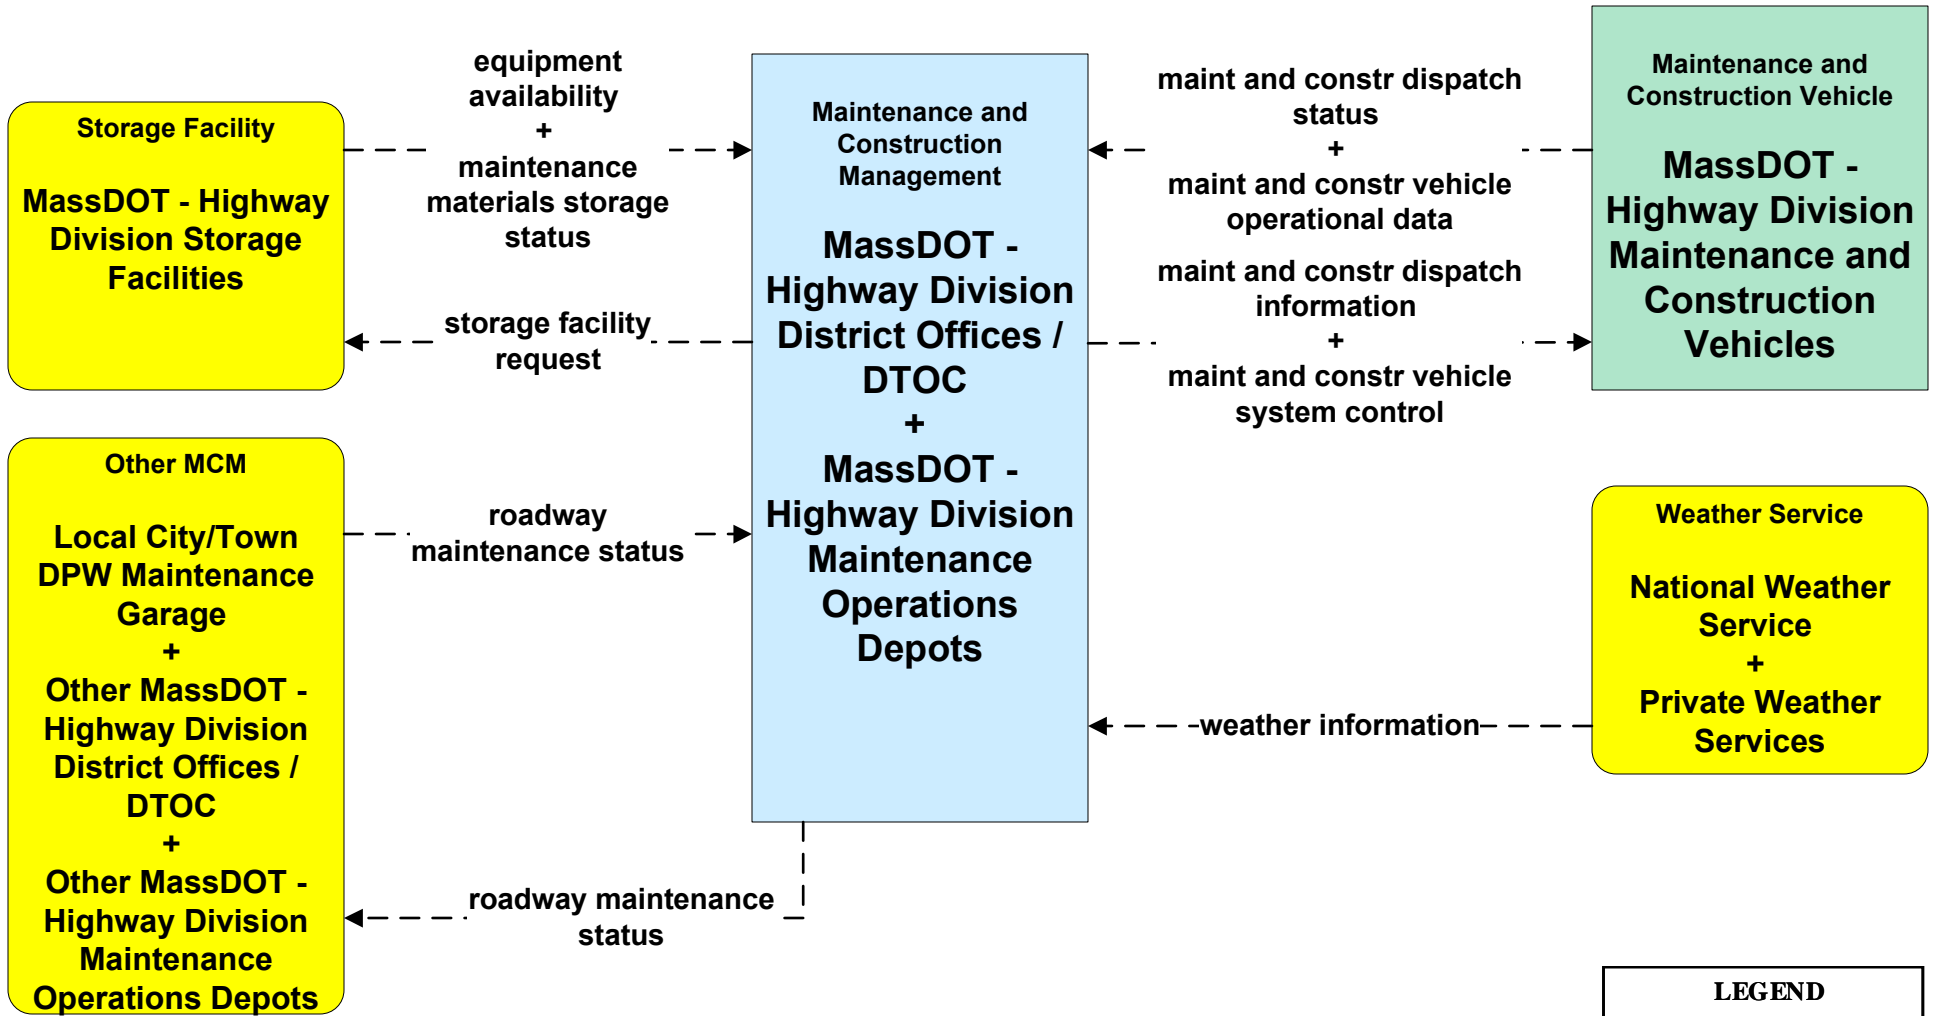 Storage Facility
MassDOT - Highway
Division Storage
Facilities
equipment
availability
+
maintenance
materials storage
status
storage facility
request
Other MCM
Local City/Town
DPW Maintenance
Garage
+
Other MassDOT -
Highway Division
District Offices /
DTOC
+
Other MassDOT -
Highway Division
Maintenance
Operations Depots
roadway
maintenance status
roadway maintenance
status
Maintenance and
Construction
Management
MassDOT -
Highway Division
District Offices /
DTOC
+
MassDOT -
Highway Division
Maintenance
Operations
Depots
maint and constr dispatch
status
+
maint and constr vehicle
operational data
maint and constr dispatch
information
+
maint and constr vehicle
system control
weather information
Maintenance and
Construction Vehicle
MassDOT -
Highway Division
Maintenance and
Construction
Vehicles
Weather Service
National Weather
Service
+
Private Weather
Services
LEGEND